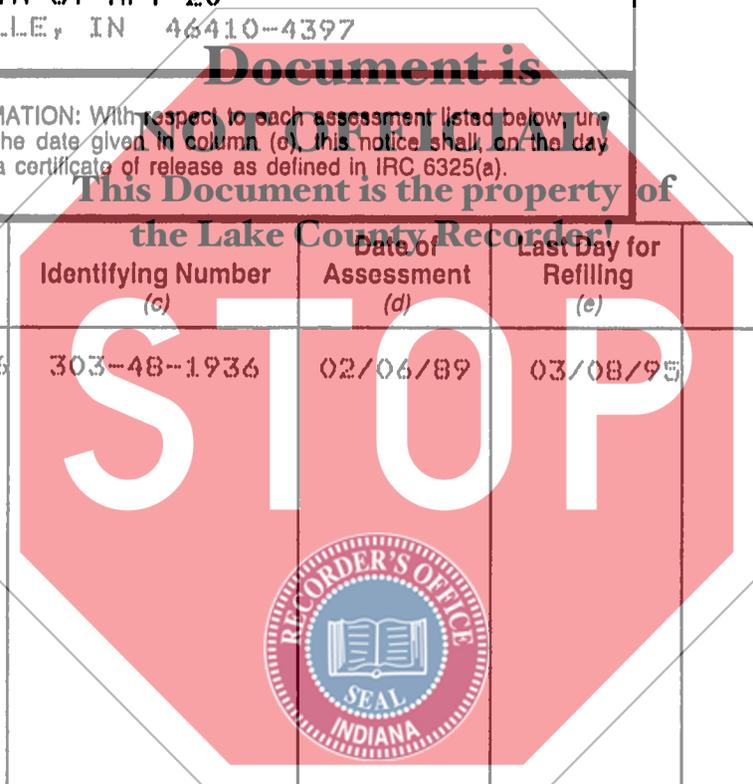 LLE, IN 46410-4397
Document is
NOT OFFICIAL!
MATION: With respect to each assessment listed below, un
he date given in column (e), this notice shall, on the day
a certificate of release as defined in IRC 6325(a).
This Document is the property of
the Lake County Recorder!
Identifying Number
(c)
Date of
Assessment
(d)
Last Day for
Refiling
(e)
303-48-1936 02/06/89 03/08/95
STOP
RECORDER'S OFFICE
SEAL
INDIANA